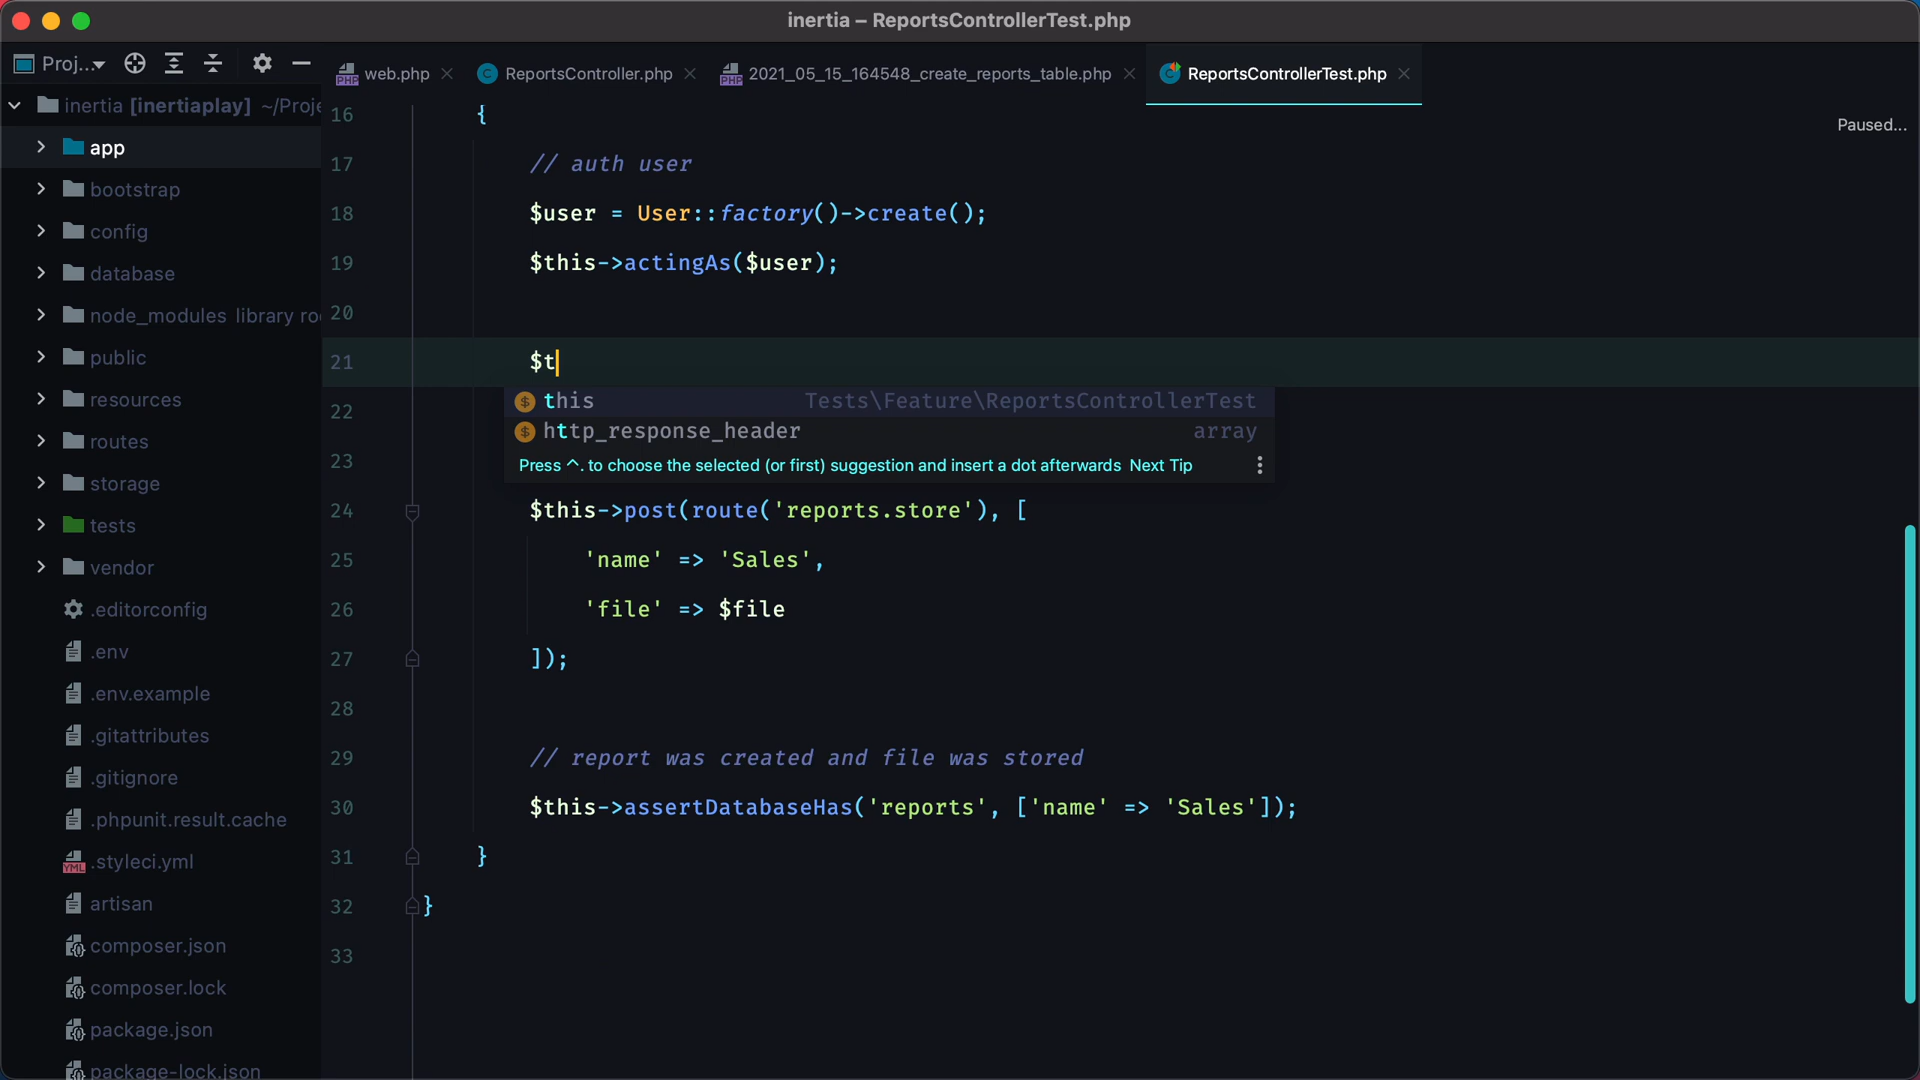 inertia – ReportsControllerTest.php
Proj...
web.php
ReportsController.php
2021_05_15_164548_create_reports_table.php
ReportsControllerTest.php
Paused...
inertia [inertiaplay] ~/Proje
app
bootstrap
config
database
node_modules library ro
public
resources
routes
storage
tests
vendor
.editorconfig
.env
.env.example
.gitattributes
.gitignore
.phpunit.result.cache
.styleci.yml
artisan
composer.json
composer.lock
package.json
package-lock.json
16 {
17 // auth user
18 $user = User::factory()->create();
19 $this->actingAs($user);
20
21 $t
this Tests\Feature\ReportsControllerTest
http_response_header array
Press ^. to choose the selected (or first) suggestion and insert a dot afterwards Next Tip
22
23
24 $this->post(route('reports.store'), [
25 'name' => 'Sales',
26 'file' => $file
27 ]);
28
29 // report was created and file was stored
30 $this->assertDatabaseHas('reports', ['name' => 'Sales']);
31 }
32 }
33